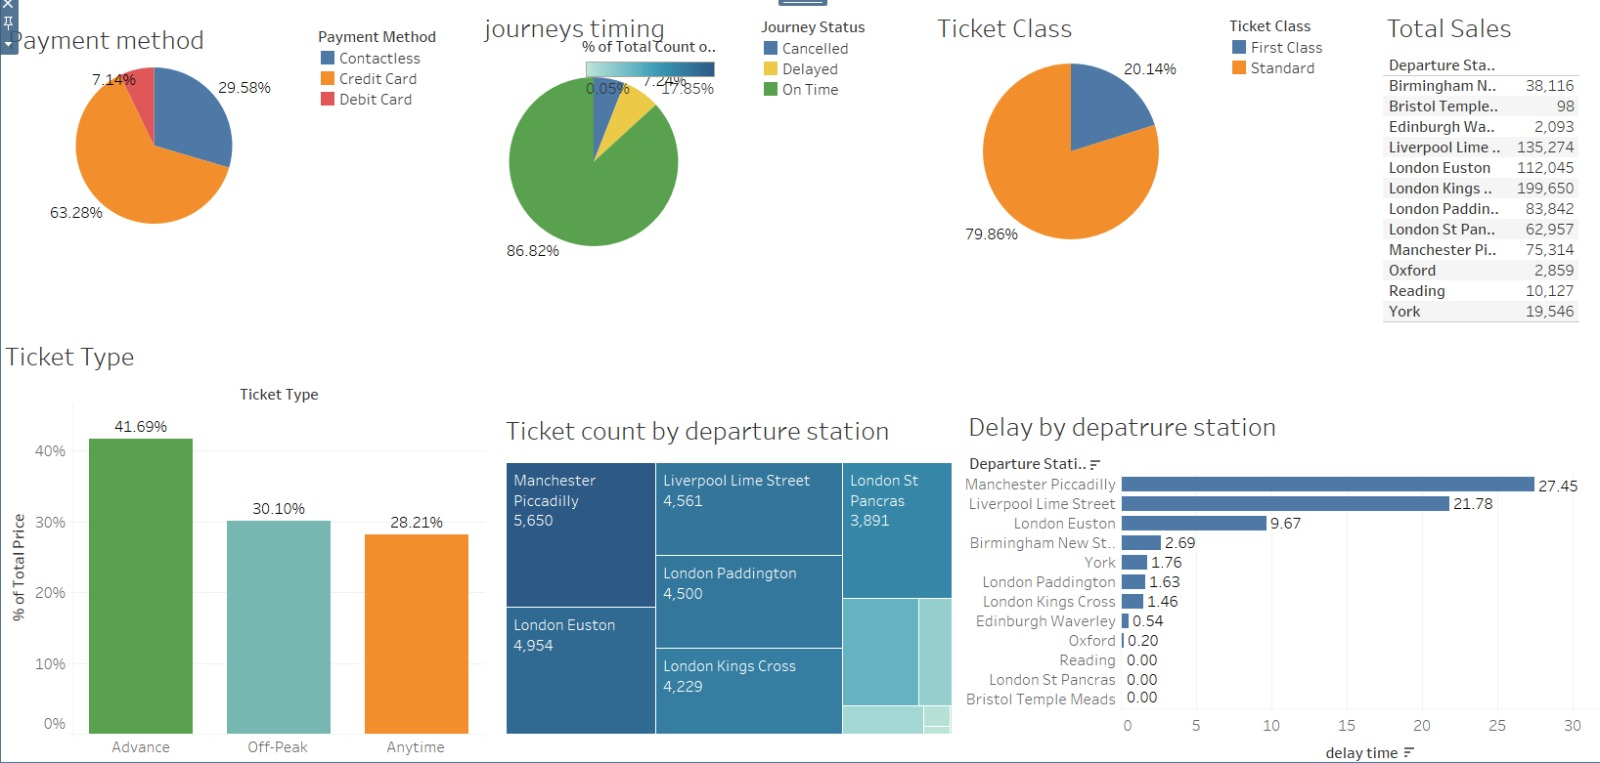 Payment method
Payment Method
Contactless
Credit Card
Debit Card
7.14%
29.58%
63.28%
journeys timing
% of Total Count o..
0.05%
17.85%
7.24%
86.82%
Journey Status
Cancelled
Delayed
On Time
Ticket Class
20.14%
79.86%
Ticket Class
First Class
Standard
Total Sales
Departure Sta..
Birmingham N.. 38,116
Bristol Temple.. 98
Edinburgh Wa.. 2,093
Liverpool Lime .. 135,274
London Euston 112,045
London Kings .. 199,650
London Paddin.. 83,842
London St Pan.. 62,957
Manchester Pi.. 75,314
Oxford 2,859
Reading 10,127
York 19,546
Ticket Type
Ticket Type
% of Total Price
40%
30%
20%
10%
0%
41.69%
30.10%
28.21%
Advance
Off-Peak
Anytime
Ticket count by departure station
Manchester
Piccadilly
5,650
London Euston
4,954
Liverpool Lime Street
4,561
London Paddington
4,500
London Kings Cross
4,229
London St
Pancras
3,891
Delay by depatrure station
Departure Stati..
Manchester Piccadilly 27.45
Liverpool Lime Street 21.78
London Euston 9.67
Birmingham New St.. 2.69
York 1.76
London Paddington 1.63
London Kings Cross 1.46
Edinburgh Waverley 0.54
Oxford 0.20
Reading 0.00
London St Pancras 0.00
Bristol Temple Meads 0.00
0 5 10 15 20 25 30
delay time